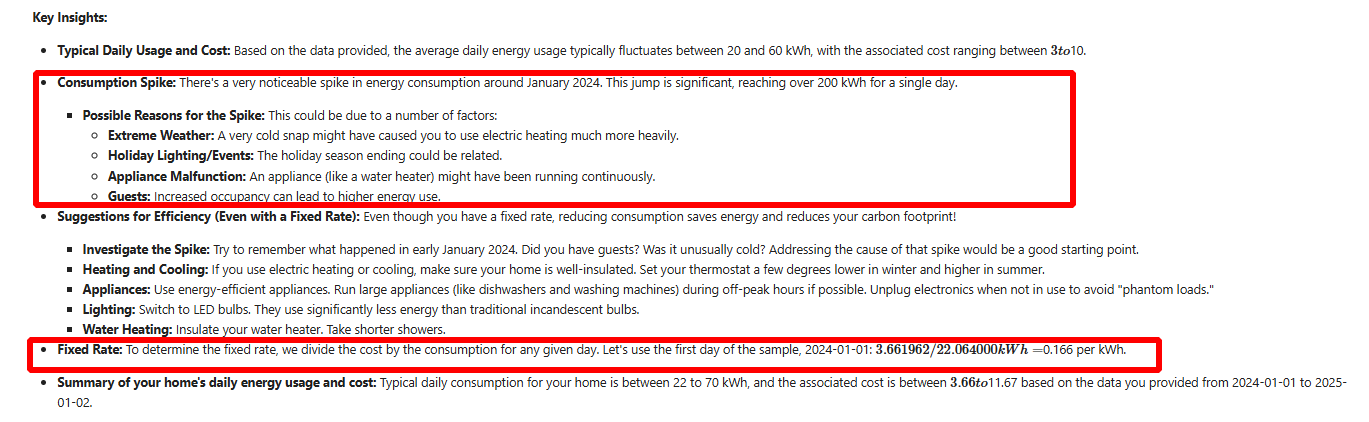 Key Insights:
• Typical Daily Usage and Cost: Based on the data provided, the average daily energy usage typically fluctuates between 20 and 60 kWh, with the associated cost ranging between 3to10.
• Consumption Spike: There's a very noticeable spike in energy consumption around January 2024. This jump is significant, reaching over 200 kWh for a single day.
▪ Possible Reasons for the Spike: This could be due to a number of factors:
○ Extreme Weather: A very cold snap might have caused you to use electric heating much more heavily.
○ Holiday Lighting/Events: The holiday season ending could be related.
○ Appliance Malfunction: An appliance (like a water heater) might have been running continuously.
○ Guests: Increased occupancy can lead to higher energy use.
• Suggestions for Efficiency (Even with a Fixed Rate): Even though you have a fixed rate, reducing consumption saves energy and reduces your carbon footprint!
▪ Investigate the Spike: Try to remember what happened in early January 2024. Did you have guests? Was it unusually cold? Addressing the cause of that spike would be a good starting point.
▪ Heating and Cooling: If you use electric heating or cooling, make sure your home is well-insulated. Set your thermostat a few degrees lower in winter and higher in summer.
▪ Appliances: Use energy-efficient appliances. Run large appliances (like dishwashers and washing machines) during off-peak hours if possible. Unplug electronics when not in use to avoid "phantom loads."
▪ Lighting: Switch to LED bulbs. They use significantly less energy than traditional incandescent bulbs.
▪ Water Heating: Insulate your water heater. Take shorter showers.
• Fixed Rate: To determine the fixed rate, we divide the cost by the consumption for any given day. Let's use the first day of the sample, 2024-01-01: 3.661962/22.064000kWh =0.166 per kWh.
• Summary of your home's daily energy usage and cost: Typical daily consumption for your home is between 22 to 70 kWh, and the associated cost is between 3.66to11.67 based on the data you provided from 2024-01-01 to 2025-
01-02.